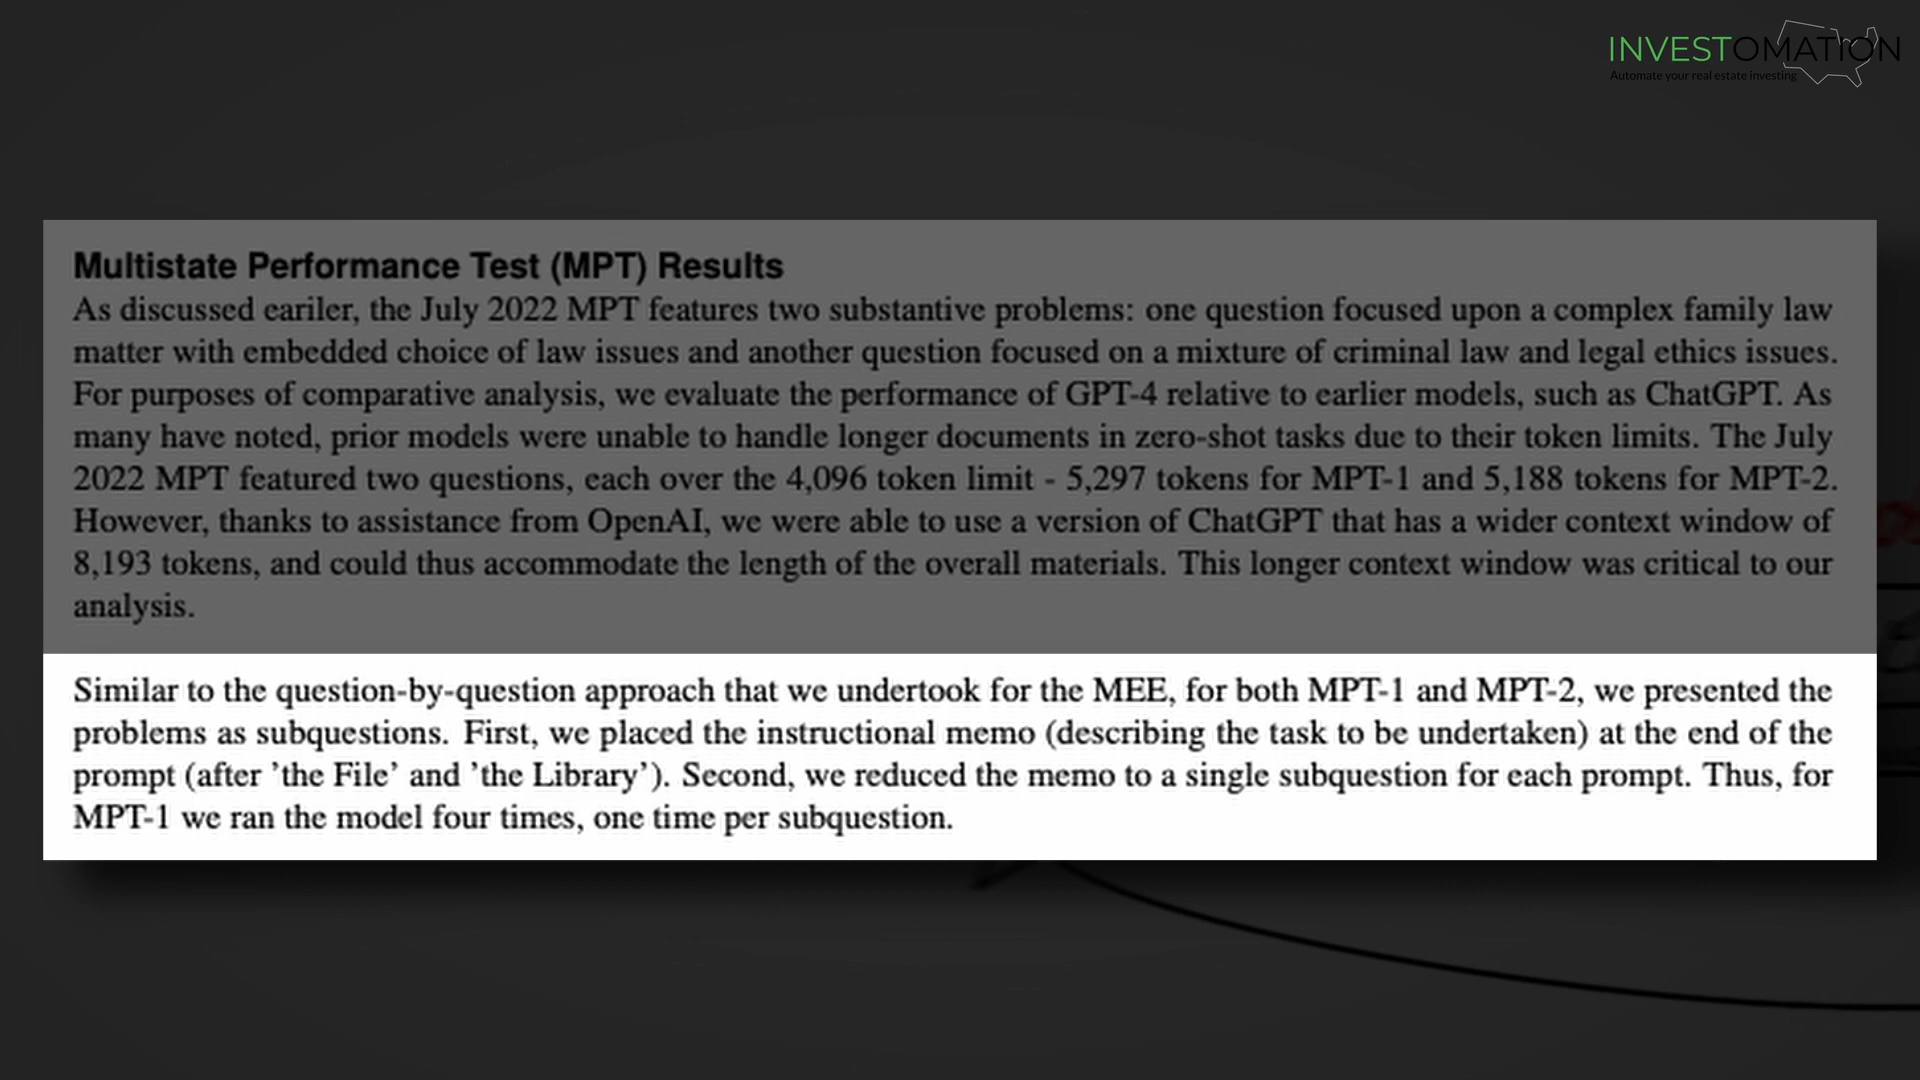 INVESTOMATION
Automate your real estate investing
Multistate Performance Test (MPT) Results
As discussed eariler, the July 2022 MPT features two substantive problems: one question focused upon a complex family law
matter with embedded choice of law issues and another question focused on a mixture of criminal law and legal ethics issues.
For purposes of comparative analysis, we evaluate the performance of GPT-4 relative to earlier models, such as ChatGPT. As
many have noted, prior models were unable to handle longer documents in zero-shot tasks due to their token limits. The July
2022 MPT featured two questions, each over the 4,096 token limit - 5,297 tokens for MPT-1 and 5,188 tokens for MPT-2.
However, thanks to assistance from OpenAI, we were able to use a version of ChatGPT that has a wider context window of
8,193 tokens, and could thus accommodate the length of the overall materials. This longer context window was critical to our
analysis.
Similar to the question-by-question approach that we undertook for the MEE, for both MPT-1 and MPT-2, we presented the
problems as subquestions. First, we placed the instructional memo (describing the task to be undertaken) at the end of the
prompt (after ’the File’ and ’the Library’). Second, we reduced the memo to a single subquestion for each prompt. Thus, for
MPT-1 we ran the model four times, one time per subquestion.